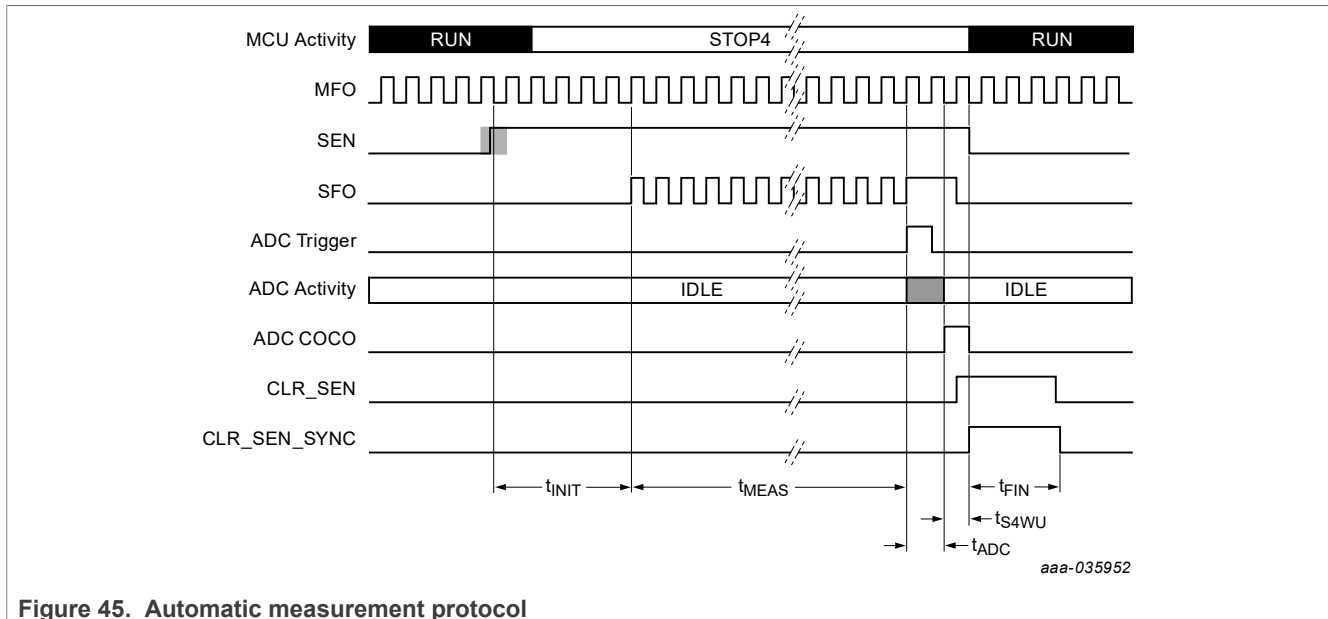 MCU Activity RUN STOP4 RUN
MFO
SEN
SFO
ADC Trigger
ADC Activity IDLE IDLE
ADC COCO
CLR_SEN
CLR_SEN_SYNC
tINIT tMEAS tFIN
tS4WU
tADC
aaa-035952
Figure 45. Automatic measurement protocol